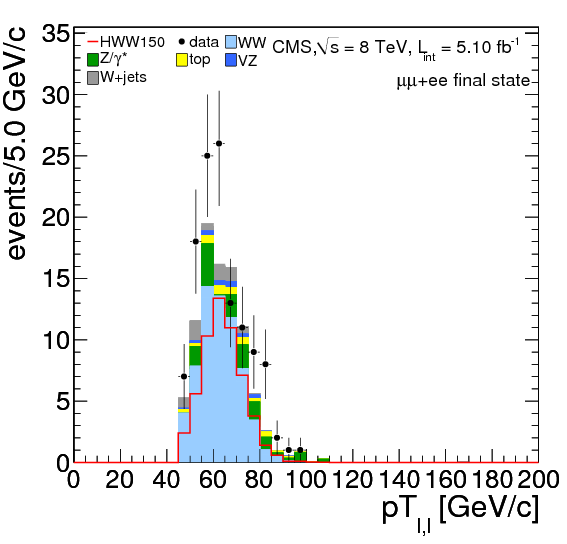 35
30
25
20
15
10
5
0
events/5.0 GeV/c
HWW150 data WW
Z/γ* top VZ
W+jets
CMS,√s = 8 TeV, L_int = 5.10 fb⁻¹
μμ+ee final state
0 20 40 60 80 100 120 140 160 180 200
pT_l,l [GeV/c]